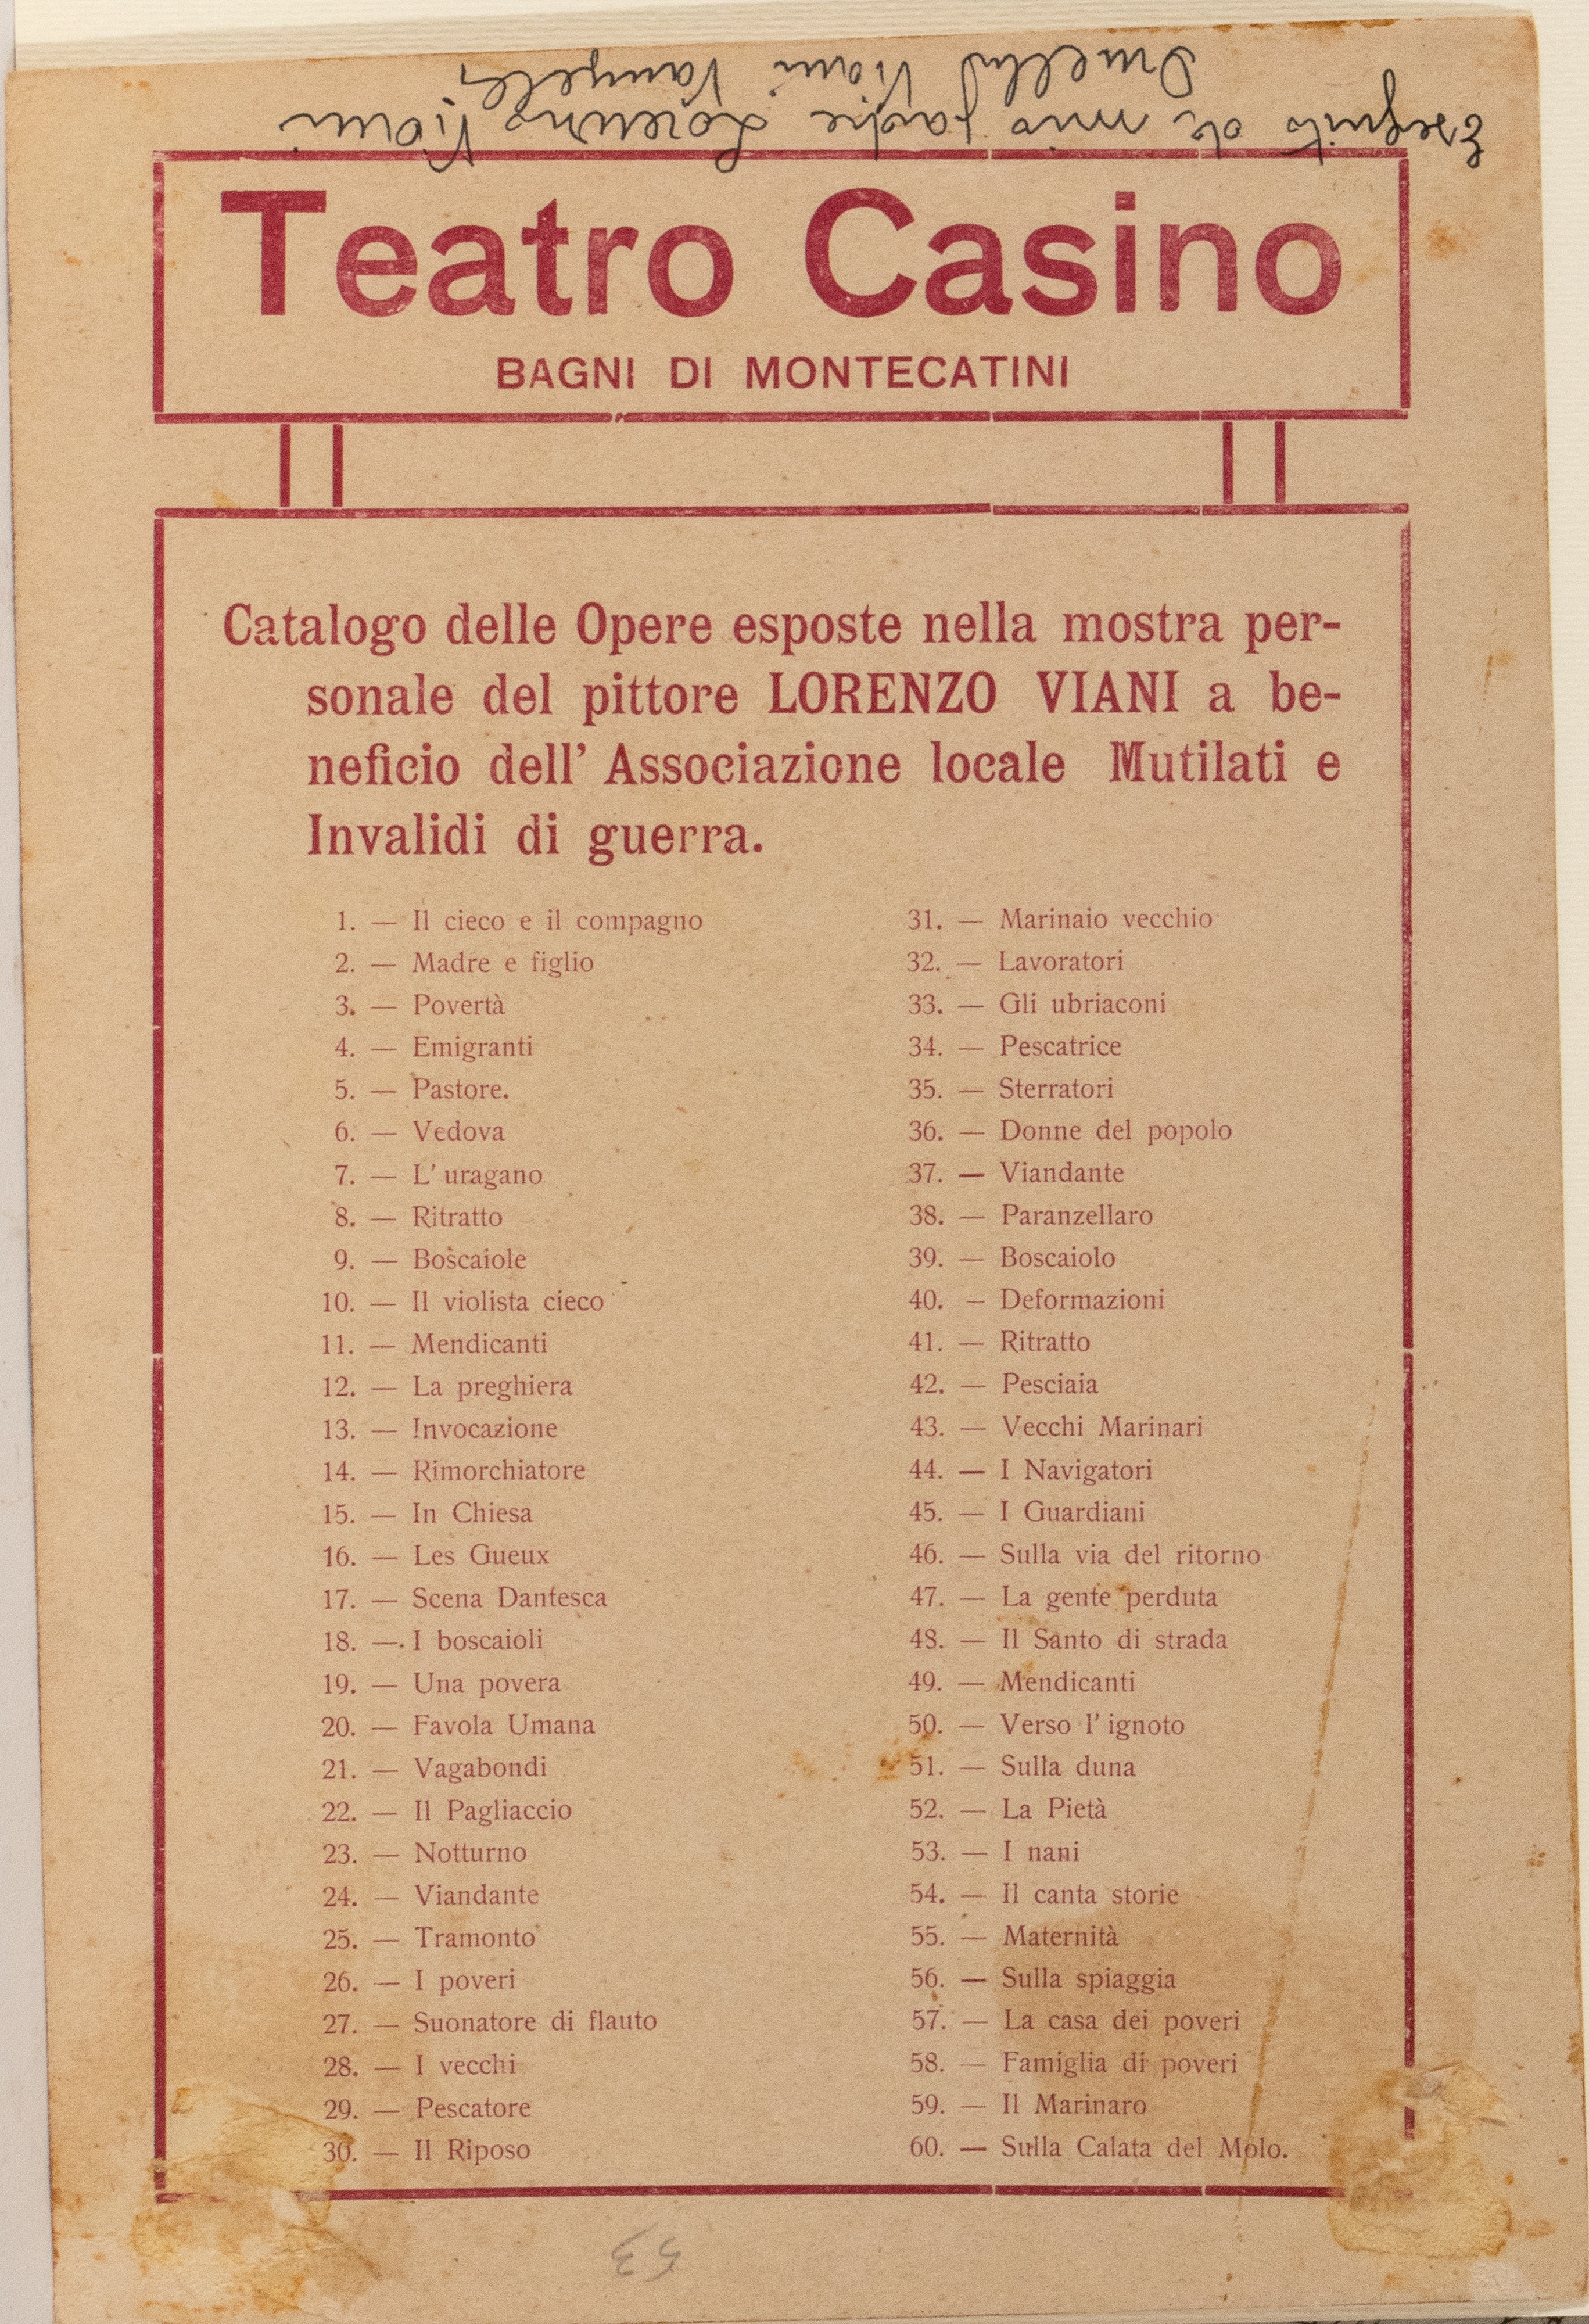 Eseguito da mio padre Lorenzo Viani
Viani
Teatro Casino
BAGNI DI MONTECATINI
Catalogo delle Opere esposte nella mostra per-
sonale del pittore LORENZO VIANI a be-
neficio dell' Associazione locale Mutilati e
Invalidi di guerra.
1. — Il cieco e il compagno
2. — Madre e figlio
3. — Povertà
4. — Emigranti
5. — Pastore.
6. — Vedova
7. — L' uragano
8. — Ritratto
9. — Boscaiole
10. — Il violista cieco
11. — Mendicanti
12. — La preghiera
13. — Invocazione
14. — Rimorchiatore
15. — In Chiesa
16. — Les Gueux
17. — Scena Dantesca
18. — I boscaioli
19. — Una povera
20. — Favola Umana
21. — Vagabondi
22. — Il Pagliaccio
23. — Notturno
24. — Viandante
25. — Tramonto
26. — I poveri
27. — Suonatore di flauto
28. — I vecchi
29. — Pescatore
30. — Il Riposo
31. — Marinaio vecchio
32. — Lavoratori
33. — Gli ubriaconi
34. — Pescatrice
35. — Sterratori
36. — Donne del popolo
37. — Viandante
38. — Paranzellaro
39. — Boscaiolo
40. — Deformazioni
41. — Ritratto
42. — Pesciaia
43. — Vecchi Marinari
44. — I Navigatori
45. — I Guardiani
46. — Sulla via del ritorno
47. — La gente perduta
48. — Il Santo di strada
49. — Mendicanti
50. — Verso l' ignoto
51. — Sulla duna
52. — La Pietà
53. — I nani
54. — Il canta storie
55. — Maternità
56. — Sulla spiaggia
57. — La casa dei poveri
58. — Famiglia di poveri
59. — Il Marinaro
60. — Sulla Calata del Molo.